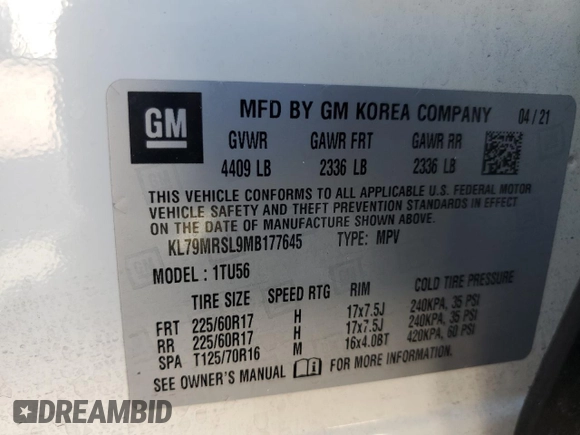 GM
MFD BY GM KOREA COMPANY 04/21
GVWR GAWR FRT GAWR RR
4409 LB 2336 LB 2336 LB
THIS VEHICLE CONFORMS TO ALL APPLICABLE U.S. FEDERAL MOTOR
VEHICLE SAFETY AND THEFT PREVENTION STANDARDS IN EFFECT
ON THE DATE OF MANUFACTURE SHOWN ABOVE.
KL79MRSL9MB177645 TYPE: MPV
MODEL: 1TU56
TIRE SIZE SPEED RTG RIM COLD TIRE PRESSURE
FRT 225/60R17 H 17x7.5J 240KPA, 35 PSI
RR 225/60R17 H 17x7.5J 240KPA, 35 PSI
SPA T125/70R16 M 16x4.08T 420KPA, 60 PSI
SEE OWNER'S MANUAL FOR MORE INFORMATION.
DREAMBID